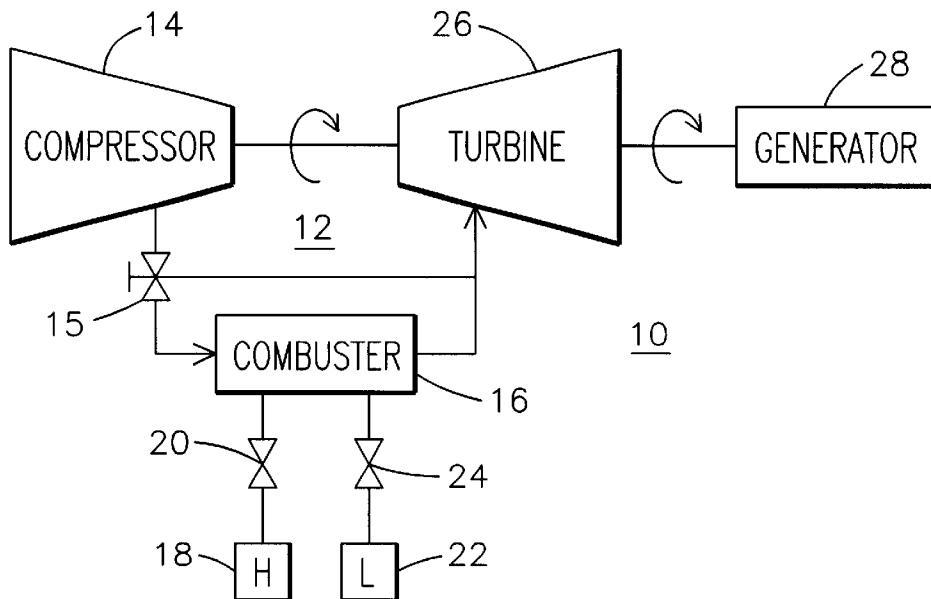 14
26
28
COMPRESSOR
TURBINE
GENERATOR
12
15
10
COMBUSTER
16
20
24
18
H
L
22